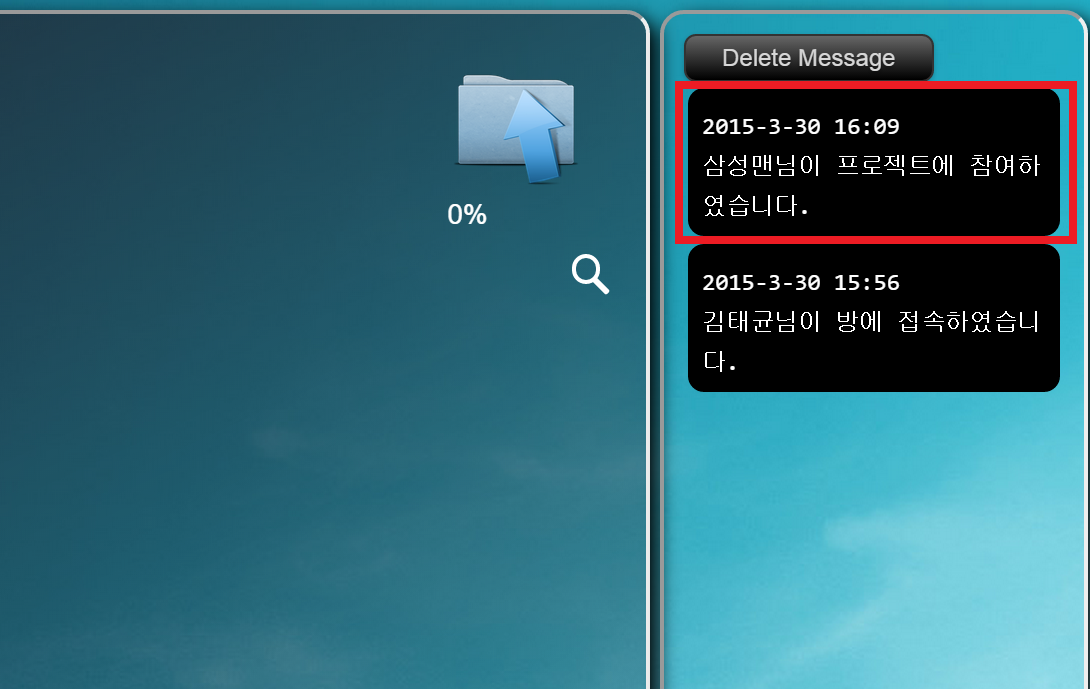 Delete Message
2015-3-30 16:09
삼성맨님이 프로젝트에 참여하
였습니다.
0%
2015-3-30 15:56
김태균님이 방에 접속하였습니
다.